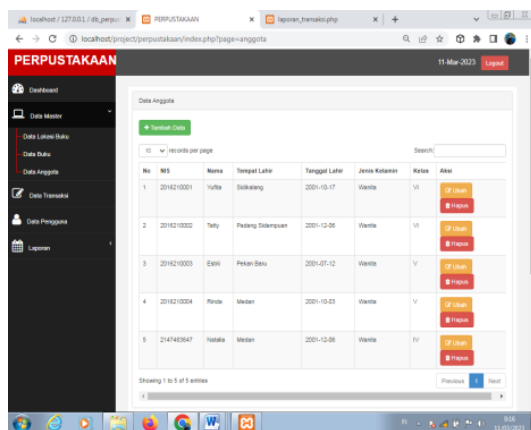 localhost / 127.0.0.1 / db_perpus
PERPUSTAKAAN
laporan_transaksi.php
localhost/project/perpustakaan/index.php?page=anggota
PERPUSTAKAAN
11-Mar-2023 Logout
Dashboard
Data Master
Data Lokasi Buku
Data Buku
Data Anggota
Data Transaksi
Data Pengguna
Laporan
Data Anggota
Tambah Data
10 records per page Search:
No NIS Nama Tempat Lahir Tanggal Lahir Jenis Kelamin Kelas Aksi
1 2016210001 Yufita Sidikalang 2001-10-17 Wanita VI Ubah
Hapus
2 2016210002 Tetty Padang Sidempuan 2001-12-06 Wanita VI Ubah
Hapus
3 2016210003 Pekan Baru 2001-07-12 Wanita V Ubah
Hapus
4 2016210004 Medan 2001-10-03 Wanita V Ubah
Hapus
5 2147483647 Natalia Medan 2001-12-06 Wanita IV Ubah
Hapus
Showing 1 to 5 of 5 entries Previous 1 Next
9:16
11/03/2023